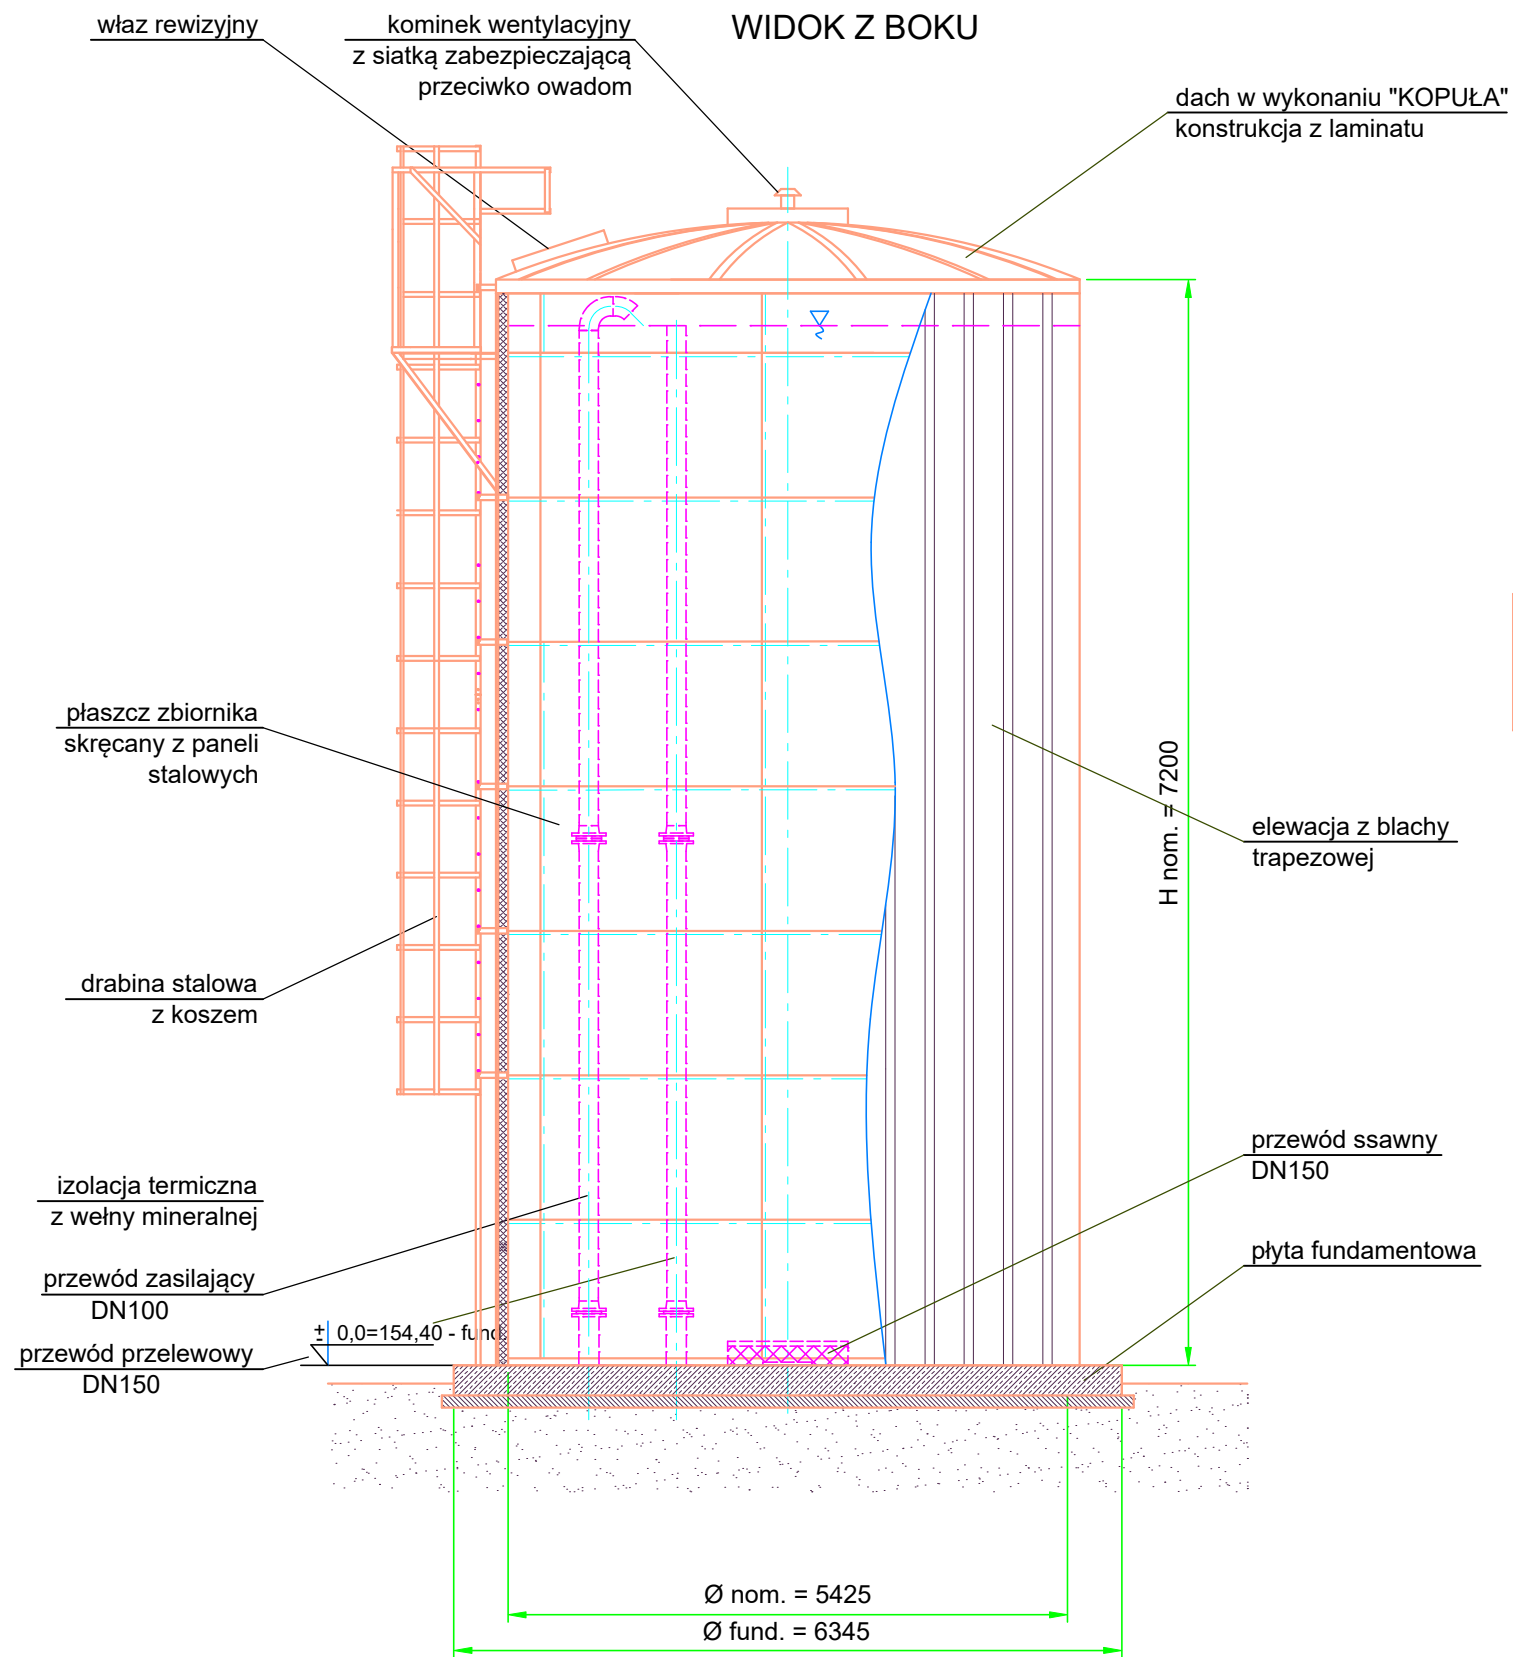 WIDOK Z BOKU
właz rewizyjny
kominek wentylacyjny
z siatką zabezpieczającą
przeciwko owadom
dach w wykonaniu "KOPUŁA"
konstrukcja z laminatu
płaszcz zbiornika
skręcany z paneli
stalowych
H nom. = 7200
elewacja z blachy
trapezowej
drabina stalowa
z koszem
przewód ssawny
DN150
izolacja termiczna
z wełny mineralnej
płyta fundamentowa
przewód zasilający
DN100
± 0,0=154,40 - fund.
przewód przelewowy
DN150
Ø nom. = 5425
Ø fund. = 6345